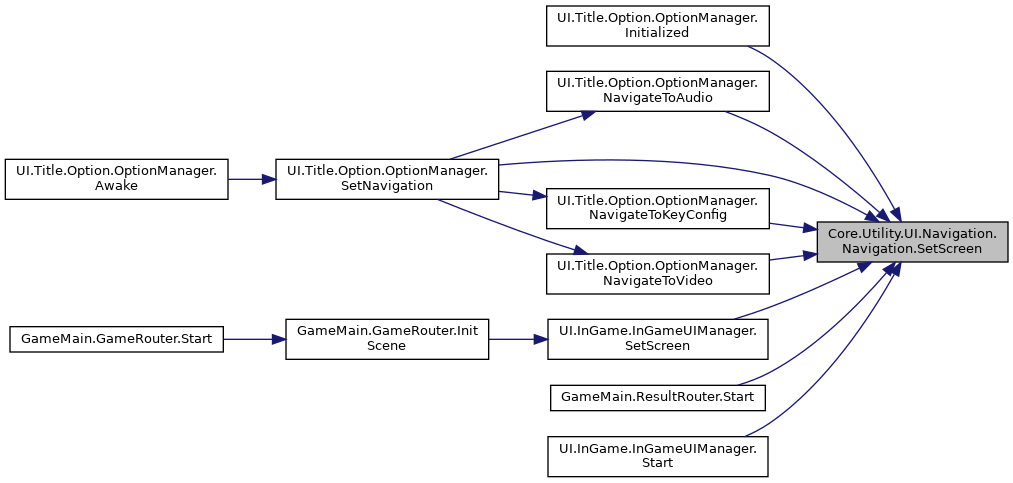 UI.Title.Option.OptionManager.
Initialized
UI.Title.Option.OptionManager.
NavigateToAudio
UI.Title.Option.OptionManager.
Awake
UI.Title.Option.OptionManager.
SetNavigation
UI.Title.Option.OptionManager.
NavigateToKeyConfig
Core.Utility.UI.Navigation.
Navigation.SetScreen
UI.Title.Option.OptionManager.
NavigateToVideo
GameMain.GameRouter.Start
GameMain.GameRouter.Init
Scene
UI.InGame.InGameUIManager.
SetScreen
GameMain.ResultRouter.Start
UI.InGame.InGameUIManager.
Start